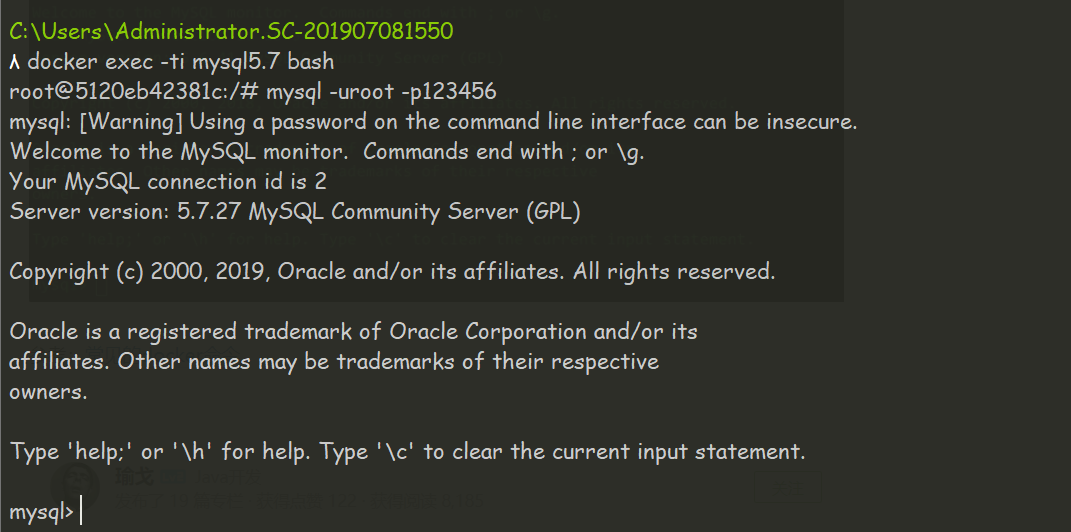 C:\Users\Administrator.SC-201907081550
λ docker exec -ti mysql5.7 bash
root@5120eb42381c:/# mysql -uroot -p123456
mysql: [Warning] Using a password on the command line interface can be insecure.
Welcome to the MySQL monitor.  Commands end with ; or \g.
Your MySQL connection id is 2
Server version: 5.7.27 MySQL Community Server (GPL)
Copyright (c) 2000, 2019, Oracle and/or its affiliates. All rights reserved.
Oracle is a registered trademark of Oracle Corporation and/or its
affiliates. Other names may be trademarks of their respective
owners.
Type 'help;' or '\h' for help. Type '\c' to clear the current input statement.
mysql>